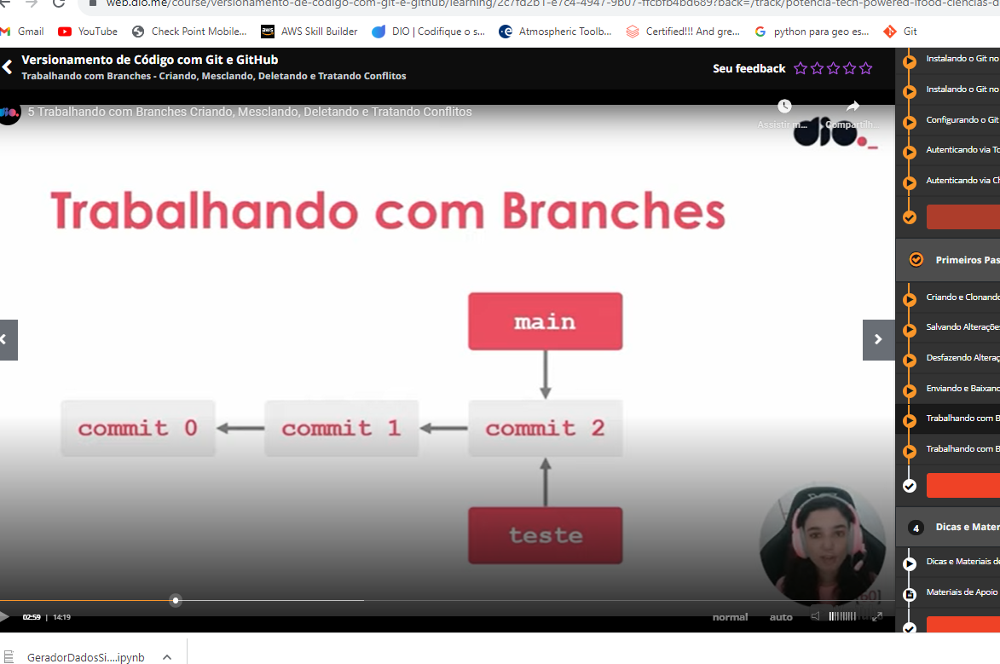 web.dio.me/course/versionamento-de-codigo-com-git-e-github/learning/2c7fd2b1-e7c4-4947-9b07-ffcbfb4bd689?back=/track/potencia-tech-powered-ifood-ciencias-d
Gmail
YouTube
Check Point Mobile...
AWS Skill Builder
DIO | Codifique o s...
Atmospheric Toolb...
Certified!!! And gre...
python para geo es...
Git
Versionamento de Código com Git e GitHub
Trabalhando com Branches - Criando, Mesclando, Deletando e Tratando Conflitos
Seu feedback
5 Trabalhando com Branches Criando, Mesclando, Deletando e Tratando Conflitos
Assistir m...
Compartilh...
dio._
Trabalhando com Branches
main
commit 0
commit 1
commit 2
teste
02:59 | 14:19
normal
auto
Instalando o Git no
Instalando o Git no
Configurando o Git
Autenticando via To
Autenticando via Ch
Primeiros Pas
Criando e Clonando
Salvando Alterações
Desfazendo Alteraç
Enviando e Baixand
Trabalhando com B
Trabalhando com B
4
Dicas e Mater
Dicas e Materiais de
Materiais de Apoio
GeradorDadosSi....ipynb